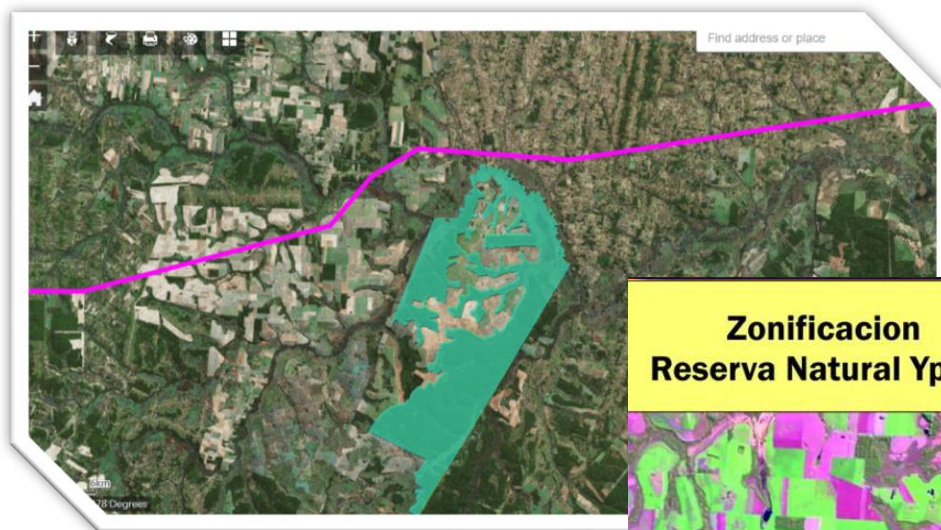 Find address or place
Zonificacion
Reserva Natural Yp
Degrees